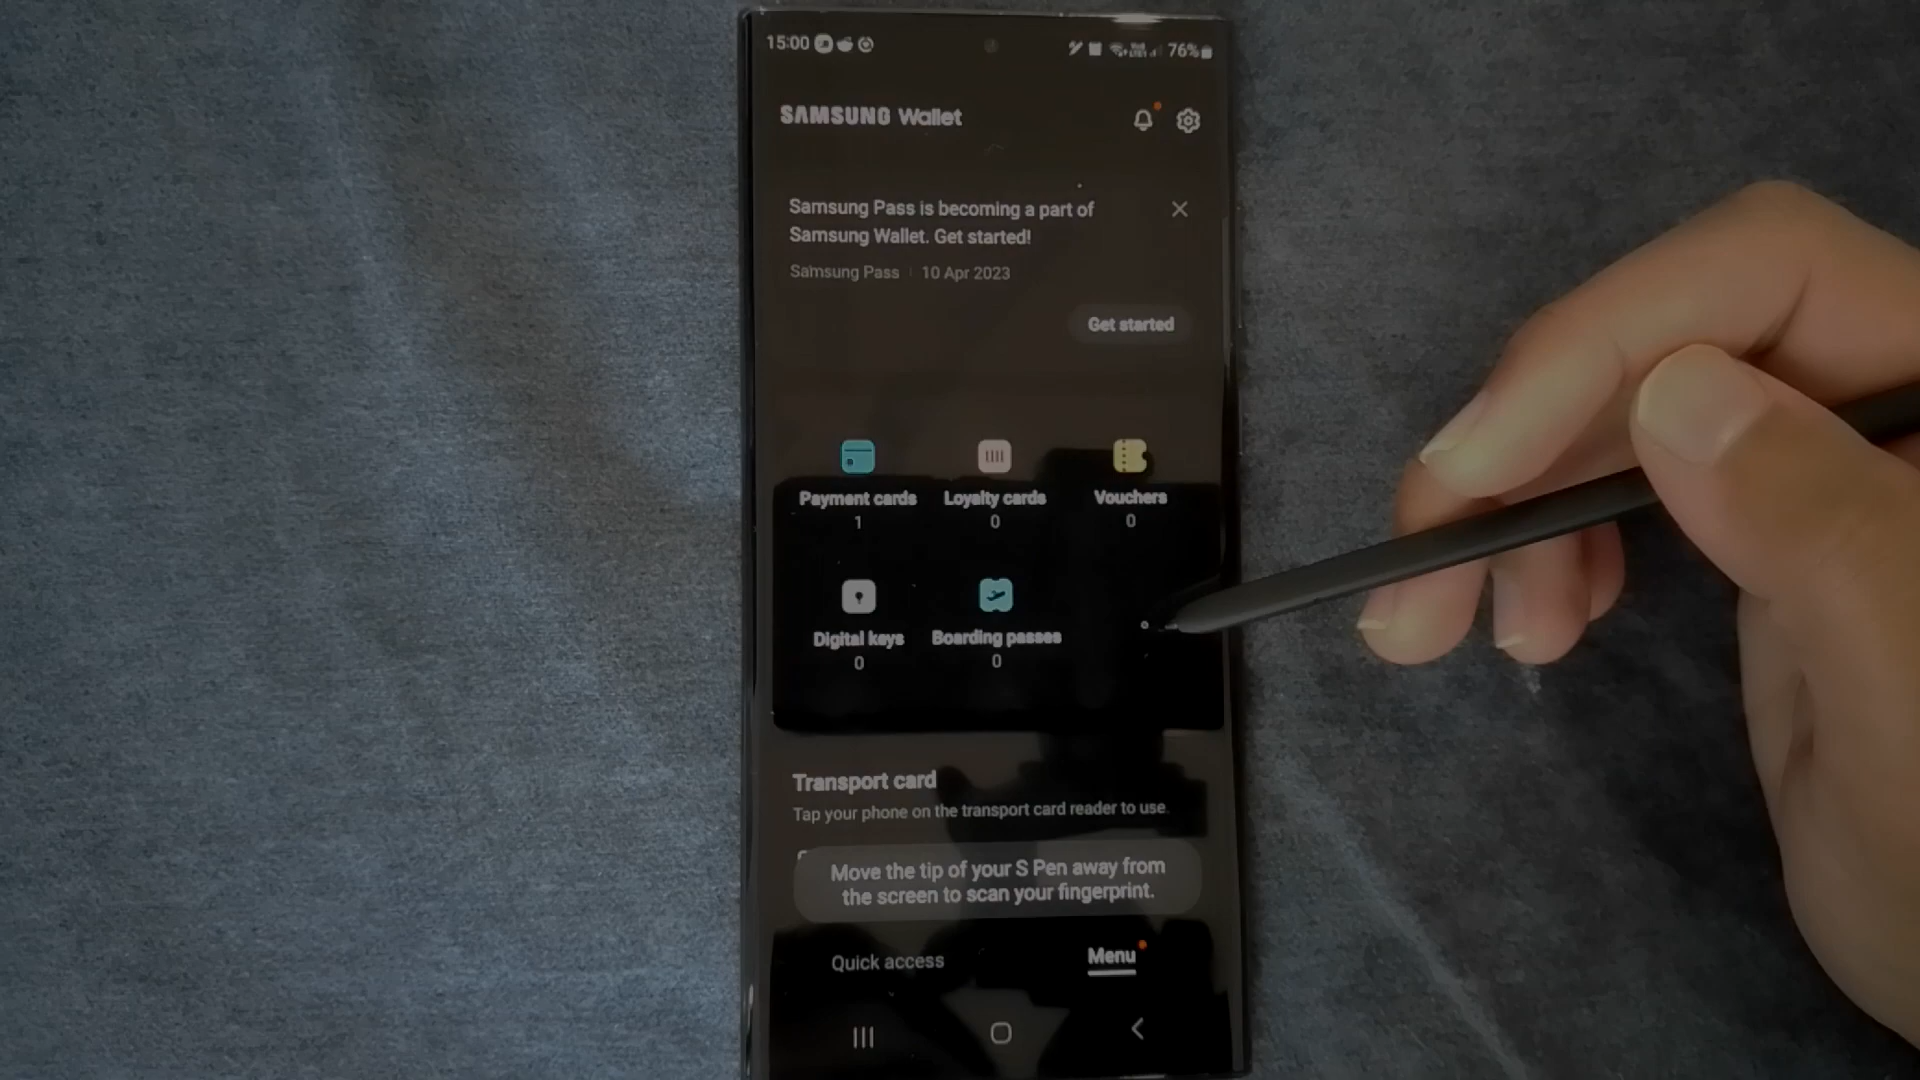 15:00
76%
SAMSUNG Wallet
Samsung Pass is becoming a part of
Samsung Wallet. Get started!
Samsung Pass | 10 Apr 2023
Get started
Payment cards
1
Loyalty cards
0
Vouchers
0
Digital keys
0
Boarding passes
0
Transport card
Tap your phone on the transport card reader to use.
Move the tip of your S Pen away from
the screen to scan your fingerprint.
Quick access
Menu